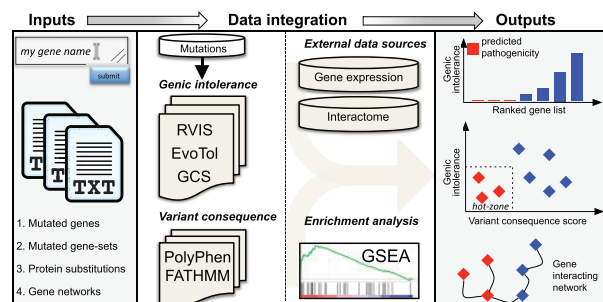 Inputs
Data integration
Outputs
my gene name
submit
TXT
1. Mutated genes
2. Mutated gene-sets
3. Protein substitutions
4. Gene networks
Mutations
Genic intolerance
RVIS
EvoTol
GCS
Variant consequence
PolyPhen
FATHMM
External data sources
Gene expression
Interactome
Enrichment analysis
GSEA
predicted
pathogenicity
Genic
intolerance
Ranked gene list
Genic
intolerance
hot-zone
Variant consequence score
Gene
interacting
network